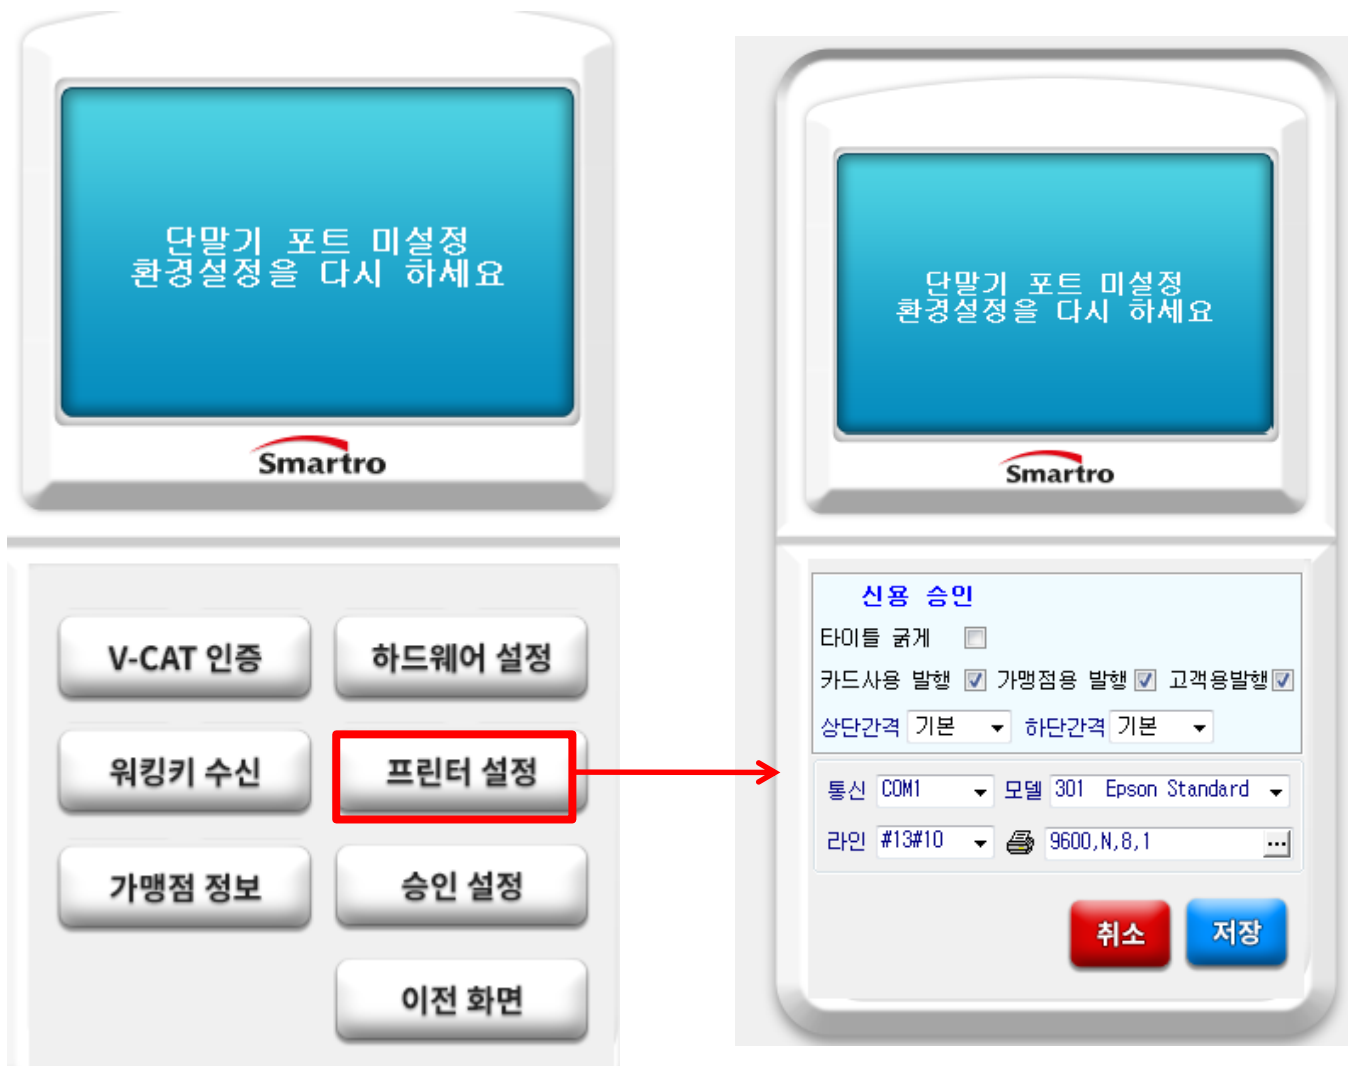 단말기 포트 미설정
환경설정을 다시 하세요
Smartro
V-CAT 인증
하드웨어 설정
워킹키 수신
프린터 설정
가맹점 정보
승인 설정
이전 화면
단말기 포트 미설정
환경설정을 다시 하세요
Smartro
신용 승인
타이틀 굵게
카드사용 발행 가맹점용 발행 고객용발행
상단간격 기본 하단간격 기본
통신 COM1 모델 301 Epson Standard
라인 #13#10 9600,N,8,1 ...
취소 저장